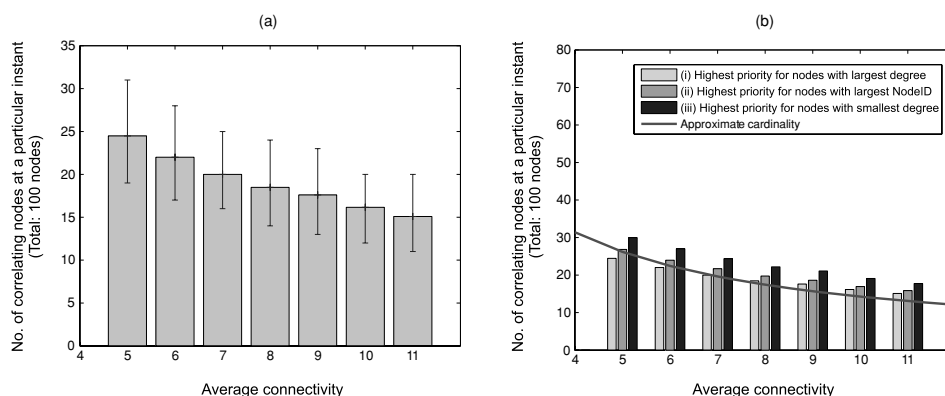 (a)
No. of correlating nodes at a particular instant
(Total: 100 nodes)
35
30
25
20
15
10
5
0
4 5 6 7 8 9 10 11
Average connectivity
(b)
No. of correlating nodes at a particular instant
(Total: 100 nodes)
80
70
60
50
40
30
20
10
0
(i) Highest priority for nodes with largest degree
(ii) Highest priority for nodes with largest NodeID
(iii) Highest priority for nodes with smallest degree
Approximate cardinality
4 5 6 7 8 9 10 11
Average connectivity